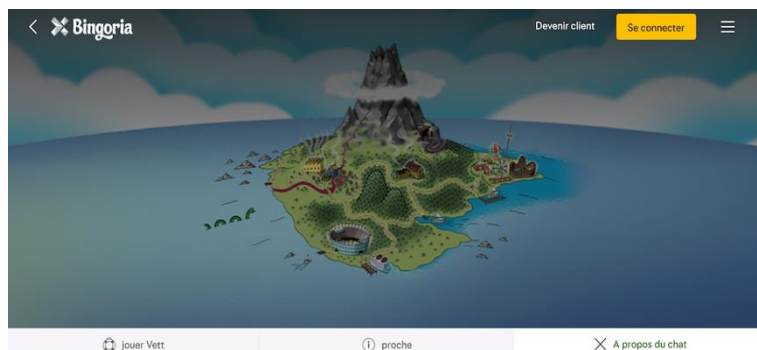 Bingoria
Devenir client
Se connecter
jouer Vett
proche
A propos du chat